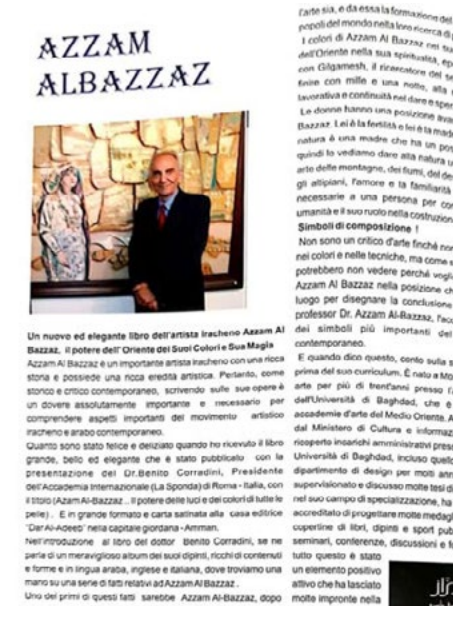 AZZAM
ALBAZZAZ
Un nuovo ed elegante libro dell'artista iracheno Azzam Al
Bazzaz, il potere dell' Oriente dei Suoi Colori e Sua Magia
Azzam Al Bazzaz è un importante artista iracheno con una ricca
storia e possiede una ricca eredità artistica. Pertanto, come
storico e critico contemporaneo, scrivendo sulle sue opere è
un dovere assolutamente importante e necessario per
comprendere aspetti importanti del movimento artistico
iracheno e arabo contemporaneo.
Quanto sono stato felice e deliziato quando ho ricevuto il libro
grande, bello ed elegante che è stato pubblicato con la
presentazione del Dr.Benito Corradini, Presidente
dell'Accademia Internazionale (La Sponda) di Roma - Italia, con
il titolo (Azam Al-Bazzaz .. Il potere delle luci e dei colori di tutte le
pelle) . E in grande formato e carta satinata alla casa editrice
"Dar Al-Adeeb" nella capitale giordana - Amman.
Nell'introduzione al libro del dottor Benito Corradini, se ne
parla di un meraviglioso album dei suoi dipinti, ricchi di contenuti
e forme e in lingua araba, inglese e italiana, dove troviamo una
mano su una serie di fatti relativi ad Azzam Al Bazzaz .
Uno dei primi di questi fatti sarebbe Azzam Al-Bazzaz, dopo
l'arte sia, e da essa la formazione del
popoli del mondo nella loro ricerca di
I colori di Azzam Al Bazzaz nel
dell'Oriente nella sua spiritualità,
con Gilgamesh, il ricercatore del
finire con mille e una notte, alla
lavorativa e continuità nel dare e
Le donne hanno una posizione
Bazzaz. Lei è la fertilità e lei è la
natura è una madre che ha un
quindi lo vediamo dare alla natura
arto delle montagne, dei fiumi,
gli altipiani, l'amore e la familiarità
necessarie a una persona per
umanità e il suo ruolo nella costruzione
Simboli di composizione !
Non sono un critico d'arte finché
nei colori e nelle tecniche, ma come
potrebbero non vedere perché
Azzam Al Bazzaz nella posizione
luogo per disegnare la conclusione
professor Dr. Azzam Al-Bazzaz,
dei simboli più importanti del
contemporaneo.
E quando dico questo, conto sulla
prima del suo curriculum. È nato a
arte per più di trent'anni presso
dell'Università di Baghdad, che è
accademie d'arte del Medio Oriente.
dal Ministero di Cultura e
ricoperto incarichi amministrativi
Università di Baghdad, incluso
dipartimento di design per molti
supervisionato e discusso molte tesi
nel suo campo di specializzazione, ha
accreditato di progettare molte
copertine di libri, dipinti e sport
seminari, conferenze, discussioni e
tutto questo è stato
un elemento positivo
attivo che ha lasciato
molte impronte nella